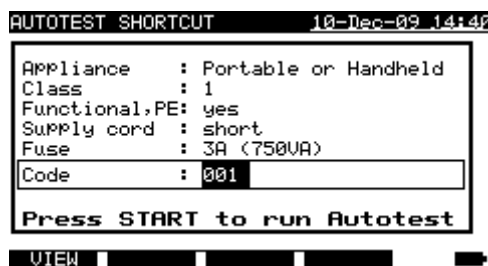 AUTOTEST SHORTCUT 10-Dec-09 14:40
Appliance : Portable or Handheld
Class : 1
Functional,PE: yes
Supply cord : short
Fuse : 3A (750VA)
Code : 001
Press START to run Autotest
VIEW